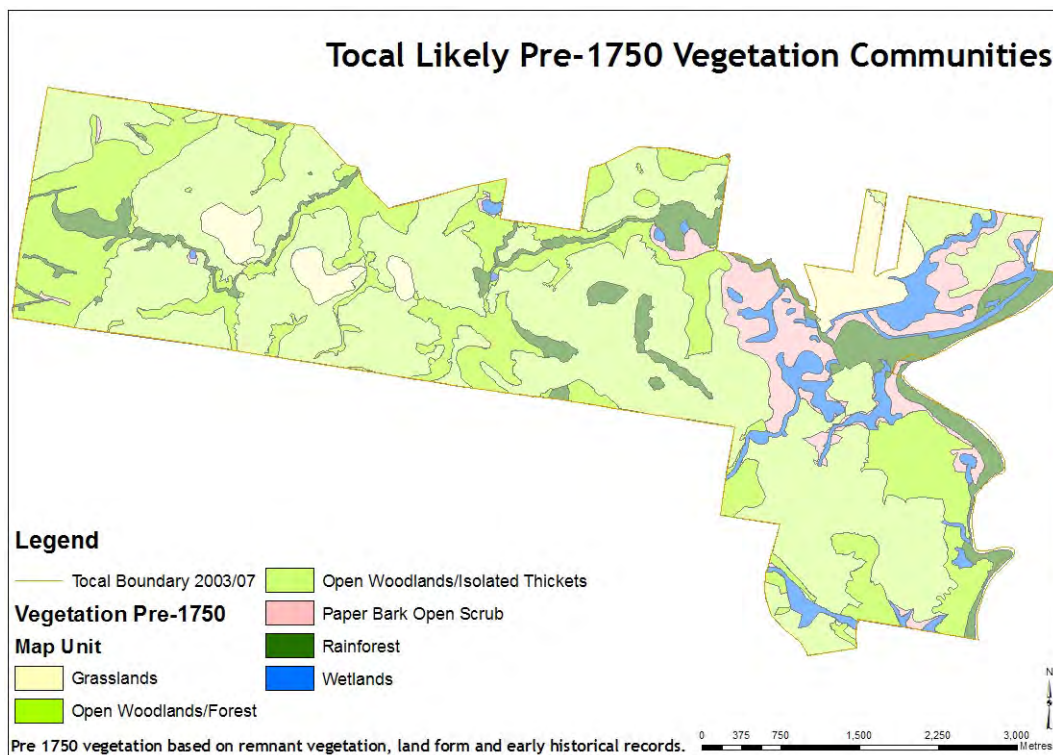 Tocal Likely Pre-1750 Vegetation Communities
Legend
Tocal Boundary 2003/07
Vegetation Pre-1750
Map Unit
Grasslands
Open Woodlands/Forest
Open Woodlands/Isolated Thickets
Paper Bark Open Scrub
Rainforest
Wetlands
Pre 1750 vegetation based on remnant vegetation, land form and early historical records.
N
0 375 750 1,500 2,250 3,000
Metres